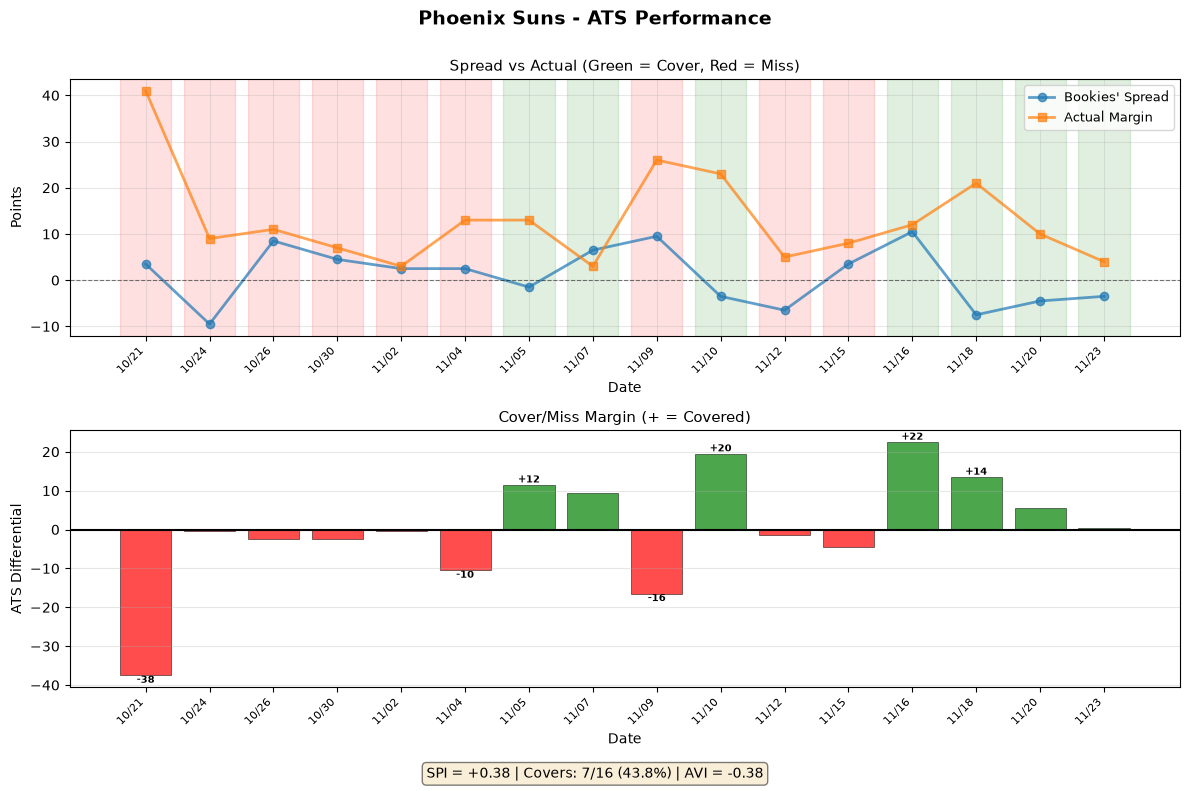 Phoenix Suns - ATS Performance
Spread vs Actual (Green = Cover, Red = Miss)
Bookies' Spread
Actual Margin
Points
40
30
20
10
0
−10
10/21 10/24 10/26 10/30 11/02 11/04 11/05 11/07 11/09 11/10 11/12 11/15 11/16 11/18 11/20 11/23
Date
Cover/Miss Margin (+ = Covered)
ATS Differential
20
10
0
−10
−20
−30
−40
-38 -10 +12 -16 +20 +22 +14
10/21 10/24 10/26 10/30 11/02 11/04 11/05 11/07 11/09 11/10 11/12 11/15 11/16 11/18 11/20 11/23
Date
SPI = +0.38 | Covers: 7/16 (43.8%) | AVI = -0.38